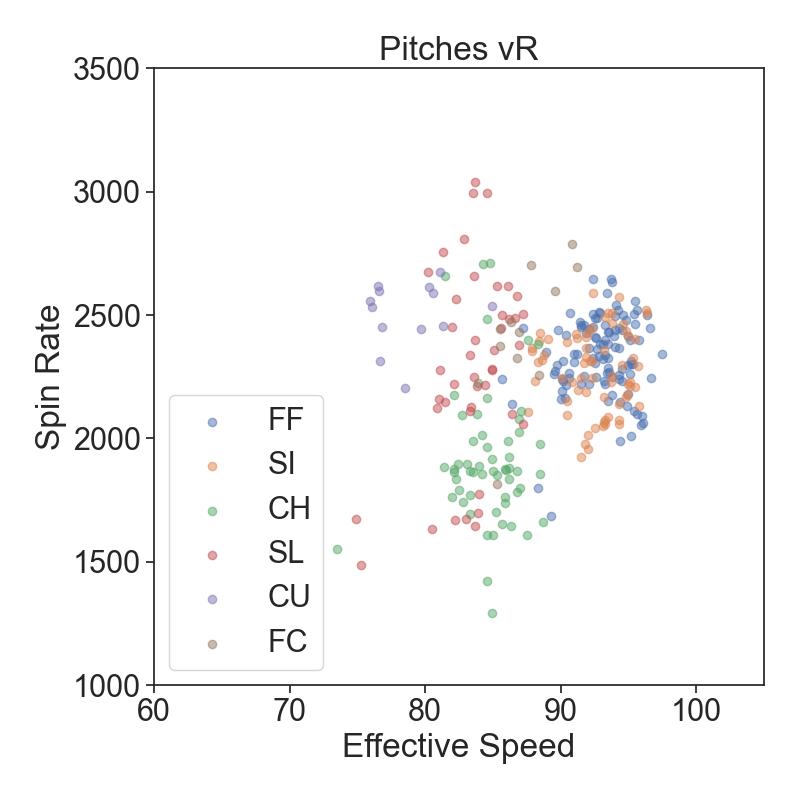 Pitches vR
3500
3000
2500
2000
1500
1000
Spin Rate
FF
SI
CH
SL
CU
FC
60
70
80
90
100
Effective Speed